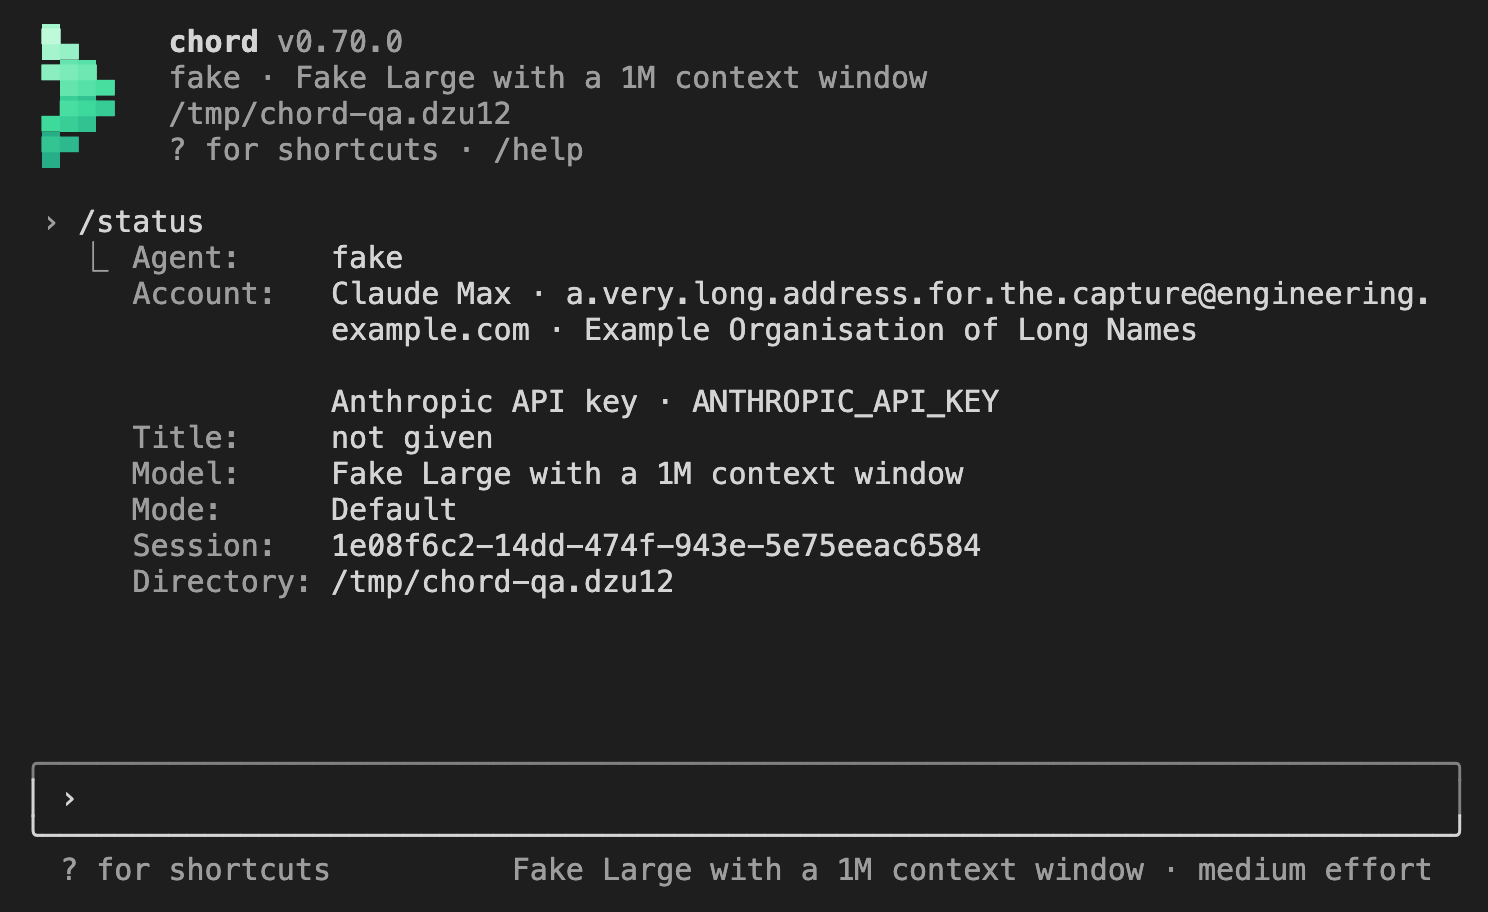 chord v0.70.0
fake · Fake Large with a 1M context window
/tmp/chord-qa.dzu12
? for shortcuts · /help
› /status
Agent: fake
Account: Claude Max · a.very.long.address.for.the.capture@engineering.
example.com · Example Organisation of Long Names
Anthropic API key · ANTHROPIC_API_KEY
Title: not given
Model: Fake Large with a 1M context window
Mode: Default
Session: 1e08f6c2-14dd-474f-943e-5e75eeac6584
Directory: /tmp/chord-qa.dzu12
›
? for shortcuts Fake Large with a 1M context window · medium effort